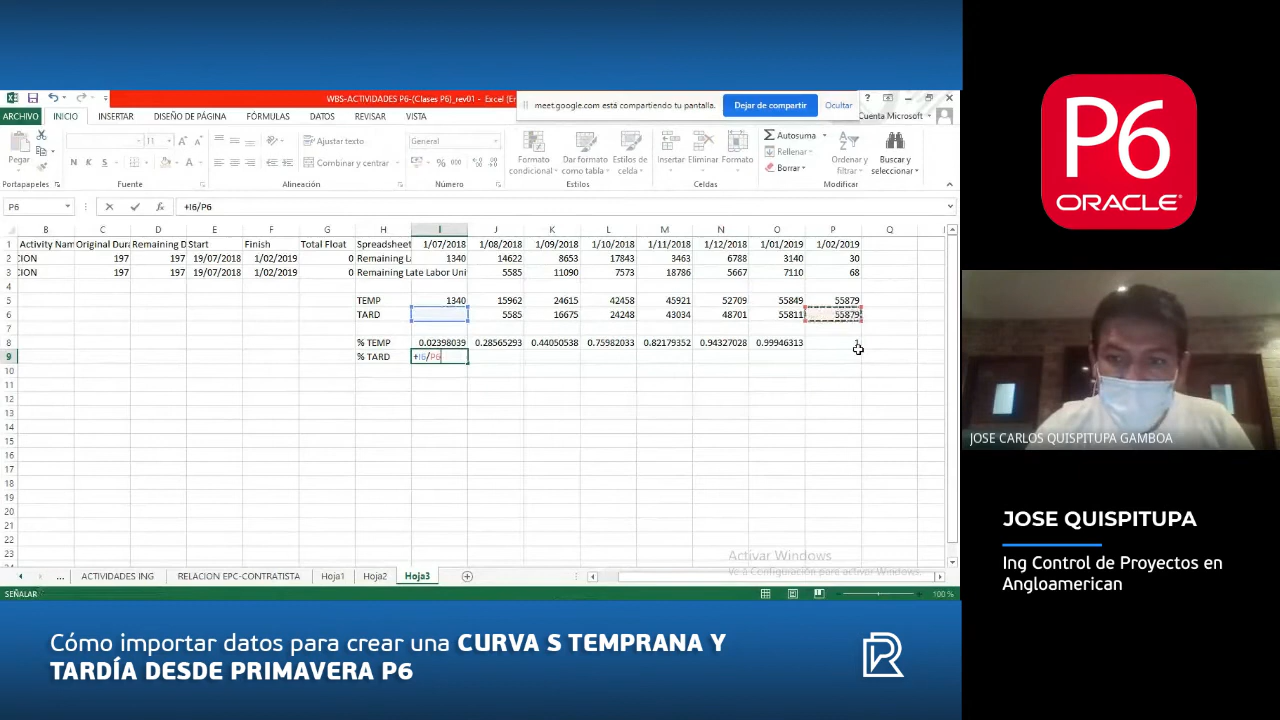 WBS-ACTIVIDADES P6-(Clases P6)_rev01 - Excel (Er
meet.google.com está compartiendo tu pantalla.
Dejar de compartir
Ocultar
ARCHIVO INICIO INSERTAR DISEÑO DE PÁGINA FÓRMULAS DATOS REVISAR VISTA
Cuenta Microsoft
Pegar
N K S
11
Ajustar texto
Combinar y centrar
General
% 000
Formato condicional
Dar formato como tabla
Estilos de celda
Insertar Eliminar Formato
Autosuma
Rellenar
Borrar
Ordenar y filtrar
Buscar y seleccionar
Portapapeles Fuente Alineación Número Estilos Celdas Modificar
P6 fx +I6/P6
B C D E F G H I J K L M N O P Q
1 Activity Nam Original Dura Remaining D Start Finish Total Float Spreadsheet 1/07/2018 1/08/2018 1/09/2018 1/10/2018 1/11/2018 1/12/2018 1/01/2019 1/02/2019
2 CION 197 197 19/07/2018 1/02/2019 0 Remaining La 1340 14622 8653 17843 3463 6788 3140 30
3 CION 197 197 19/07/2018 1/02/2019 0 Remaining Late Labor Uni 5585 11090 7573 18786 5667 7110 68
4
5 TEMP 1340 15962 24615 42458 45921 52709 55849 55879
6 TARD 5585 16675 24248 43034 48701 55811 55879
7
8 % TEMP 0.02398039 0.28565293 0.44050538 0.75982033 0.82179352 0.94327028 0.99946313 1
9 % TARD +I6/P6
10
11
12
13
14
15
16
17
18
19
20
21
22
23
Activar Windows
Ve a Configuración para activar Windows.
... ACTIVIDADES ING RELACION EPC-CONTRATISTA Hoja1 Hoja2 Hoja3
SEÑALAR
100 %
P6
ORACLE
JOSE CARLOS QUISPITUPA GAMBOA
JOSE QUISPITUPA
Ing Control de Proyectos en
Angloamerican
Cómo importar datos para crear una CURVA S TEMPRANA Y
TARDÍA DESDE PRIMAVERA P6